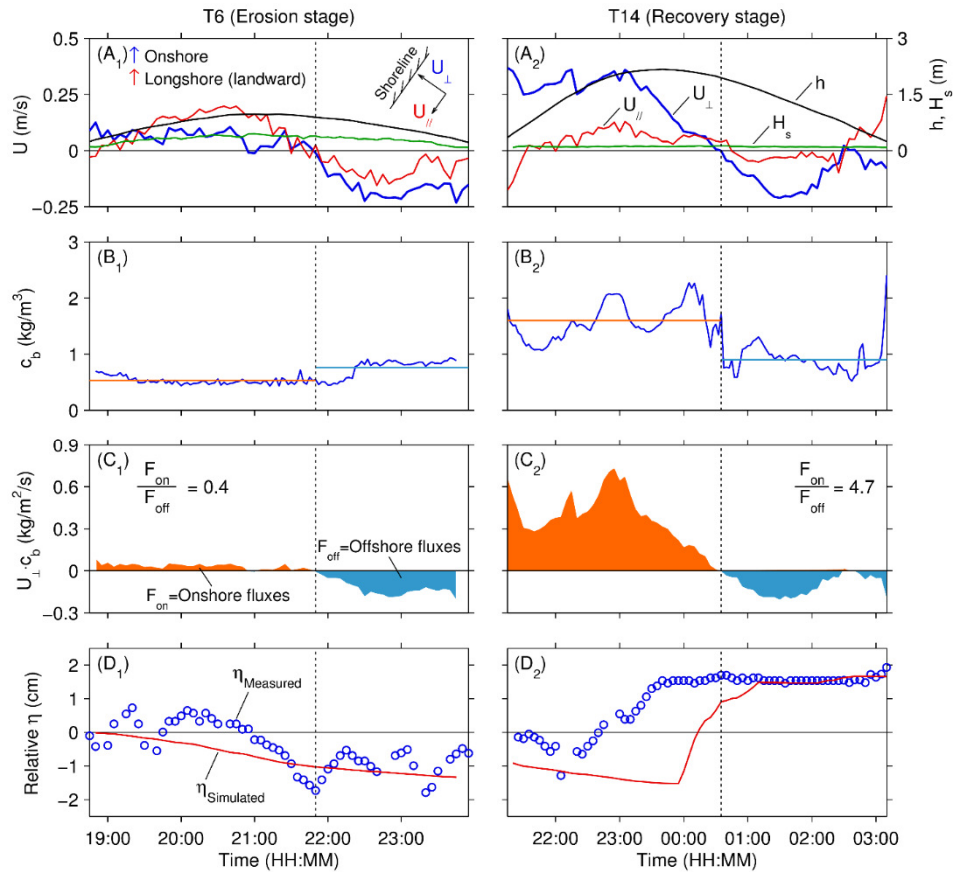 T6 (Erosion stage)
T14 (Recovery stage)
(A1)
↑ Onshore
↑ Longshore (landward)
Shoreline
U⊥
U//
U (m/s)
0.5
0.25
0
−0.25
(A2)
h
U//
U⊥
Hs
3
1.5
0
h, Hs (m)
(B1)
cb (kg/m3)
3
2
1
0
(B2)
(C1)
Fon
Foff
= 0.4
Foff=Offshore fluxes
Fon=Onshore fluxes
U⊥·cb (kg/m2/s)
0.9
0.6
0.3
0
−0.3
(C2)
Fon
Foff
= 4.7
(D1)
ηMeasured
ηSimulated
Relative η (cm)
2
1
0
−1
−2
(D2)
19:00 20:00 21:00 22:00 23:00
Time (HH:MM)
22:00 23:00 00:00 01:00 02:00 03:00
Time (HH:MM)